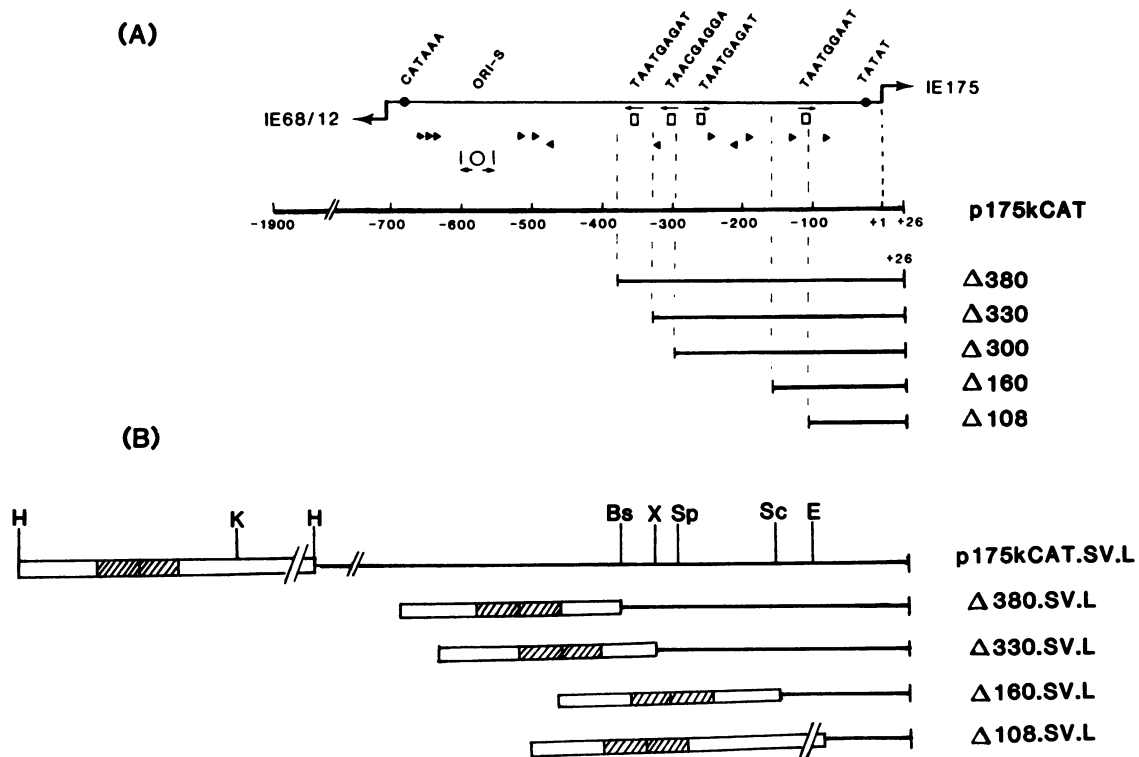 (A)
CATAAA
ORI-S
TAATGAGAT
TAACGAGGA
TAATGAGAT
TAATGGAAT
TATAT
IE68/12
IE175
-1900 -700 -600 -500 -400 -300 -200 -100 +1 +26
p175kCAT
+26
Δ380
Δ330
Δ300
Δ160
Δ108
(B)
H K H Bs X Sp Sc E
p175kCAT.SV.L
Δ380.SV.L
Δ330.SV.L
Δ160.SV.L
Δ108.SV.L